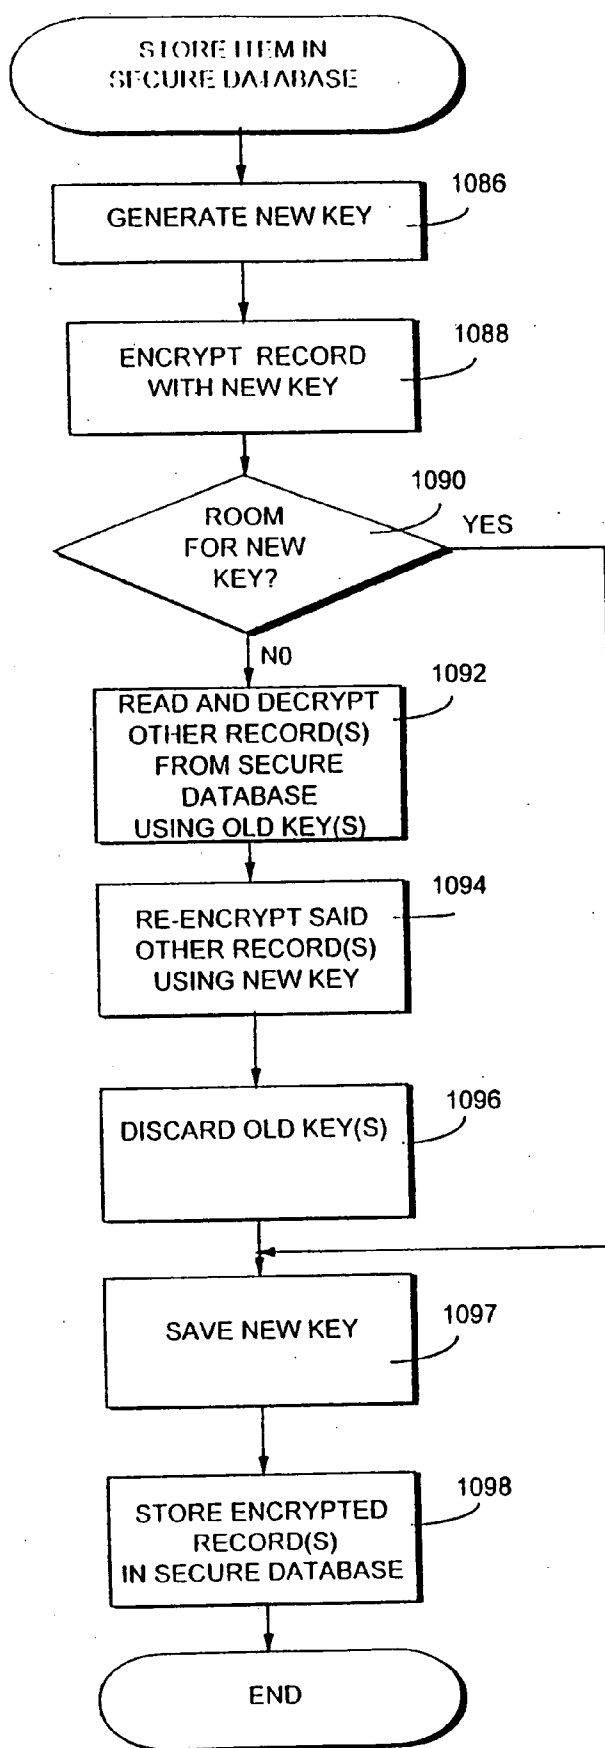 STORE ITEM IN
SECURE DATABASE
1086
GENERATE NEW KEY
1088
ENCRYPT RECORD
WITH NEW KEY
1090
ROOM
FOR NEW
KEY?
YES
NO
1092
READ AND DECRYPT
OTHER RECORD(S)
FROM SECURE
DATABASE
USING OLD KEY(S)
1094
RE-ENCRYPT SAID
OTHER RECORD(S)
USING NEW KEY
1096
DISCARD OLD KEY(S)
1097
SAVE NEW KEY
1098
STORE ENCRYPTED
RECORD(S)
IN SECURE DATABASE
END